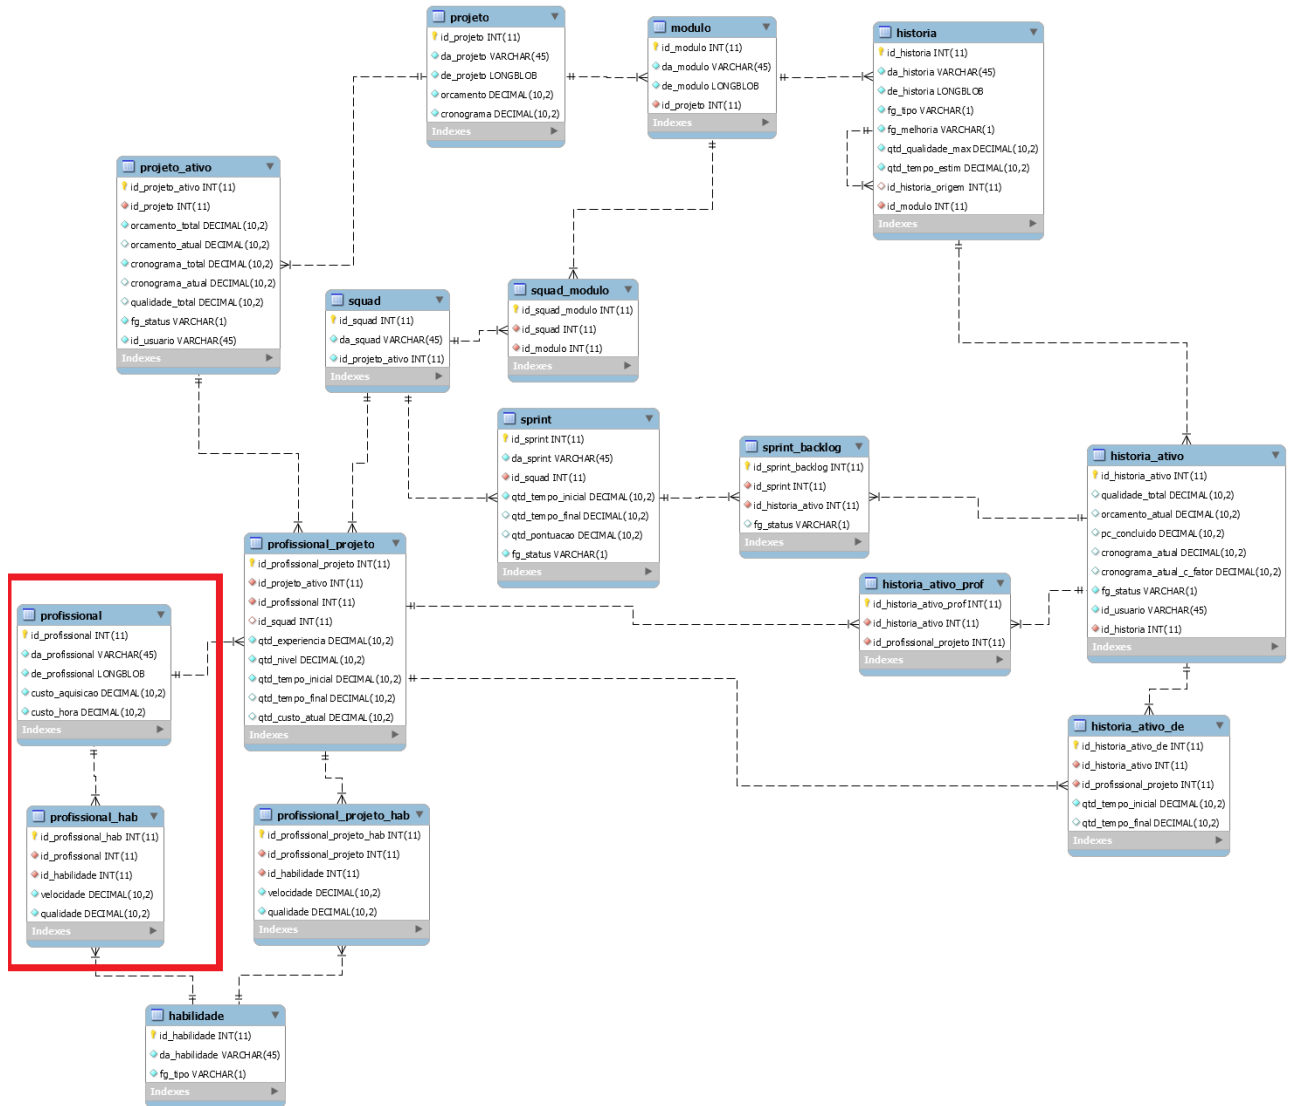 projeto
id_projeto INT(11)
da_projeto VARCHAR(45)
de_projeto LONGBLOB
orcamento DECIMAL(10,2)
cronograma DECIMAL(10,2)
Indexes
modulo
id_modulo INT(11)
da_modulo VARCHAR(45)
de_modulo LONGBLOB
id_projeto INT(11)
Indexes
historia
id_historia INT(11)
da_historia VARCHAR(45)
de_historia LONGBLOB
fg_tipo VARCHAR(1)
fg_melhoria VARCHAR(1)
qtd_qualidade_max DECIMAL(10,2)
qtd_tempo_estim DECIMAL(10,2)
id_historia_origem INT(11)
id_modulo INT(11)
Indexes
projeto_ativo
id_projeto_ativo INT(11)
id_projeto INT(11)
orcamento_total DECIMAL(10,2)
orcamento_atual DECIMAL(10,2)
cronograma_total DECIMAL(10,2)
cronograma_atual DECIMAL(10,2)
qualidade_total DECIMAL(10,2)
fg_status VARCHAR(1)
id_usuario VARCHAR(45)
Indexes
squad
id_squad INT(11)
da_squad VARCHAR(45)
id_projeto_ativo INT(11)
Indexes
squad_modulo
id_squad_modulo INT(11)
id_squad INT(11)
id_modulo INT(11)
Indexes
sprint
id_sprint INT(11)
da_sprint VARCHAR(45)
id_squad INT(11)
qtd_tempo_inicial DECIMAL(10,2)
qtd_tempo_final DECIMAL(10,2)
qtd_pontuacao DECIMAL(10,2)
fg_status VARCHAR(1)
Indexes
sprint_backlog
id_sprint_backlog INT(11)
id_sprint INT(11)
id_historia_ativo INT(11)
fg_status VARCHAR(1)
Indexes
historia_ativo
id_historia_ativo INT(11)
qualidade_total DECIMAL(10,2)
orcamento_atual DECIMAL(10,2)
pc_concluido DECIMAL(10,2)
cronograma_atual DECIMAL(10,2)
cronograma_atual_c_fator DECIMAL(10,2)
fg_status VARCHAR(1)
id_usuario VARCHAR(45)
id_historia INT(11)
Indexes
profissional_projeto
id_profissional_projeto INT(11)
id_projeto_ativo INT(11)
id_profissional INT(11)
id_squad INT(11)
qtd_experiencia DECIMAL(10,2)
qtd_nivel DECIMAL(10,2)
qtd_tempo_inicial DECIMAL(10,2)
qtd_tempo_final DECIMAL(10,2)
qtd_custo_atual DECIMAL(10,2)
Indexes
historia_ativo_prof
id_historia_ativo_prof INT(11)
id_historia_ativo INT(11)
id_profissional_projeto INT(11)
Indexes
profissional
id_profissional INT(11)
da_profissional VARCHAR(45)
de_profissional LONGBLOB
custo_aquisicao DECIMAL(10,2)
custo_hora DECIMAL(10,2)
Indexes
historia_ativo_de
id_historia_ativo_de INT(11)
id_historia_ativo INT(11)
id_profissional_projeto INT(11)
qtd_tempo_inicial DECIMAL(10,2)
qtd_tempo_final DECIMAL(10,2)
Indexes
profissional_hab
id_profissional_hab INT(11)
id_profissional INT(11)
id_habilidade INT(11)
velocidade DECIMAL(10,2)
qualidade DECIMAL(10,2)
Indexes
profissional_projeto_hab
id_profissional_projeto_hab INT(11)
id_profissional_projeto INT(11)
id_habilidade INT(11)
velocidade DECIMAL(10,2)
qualidade DECIMAL(10,2)
Indexes
habilidade
id_habilidade INT(11)
da_habilidade VARCHAR(45)
fg_tipo VARCHAR(1)
Indexes